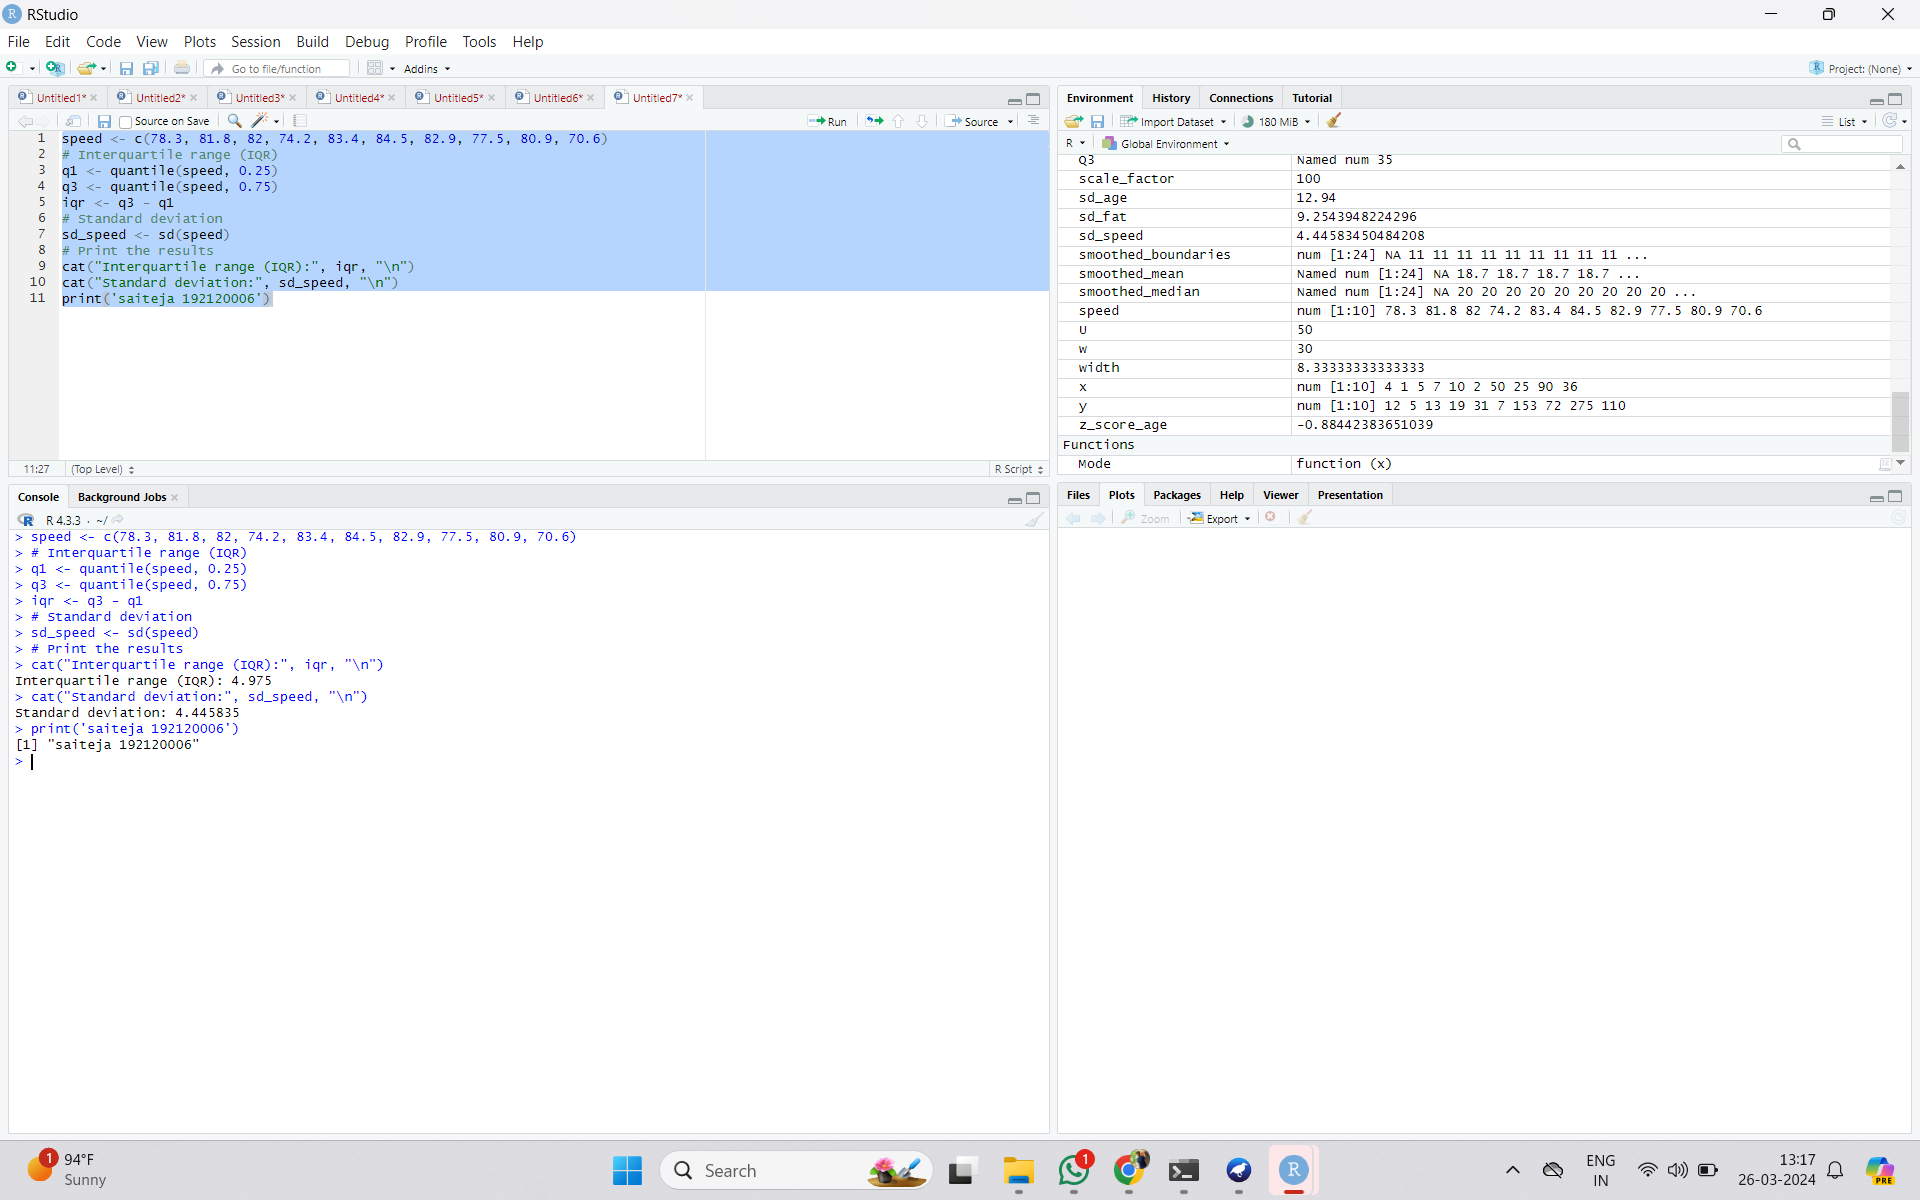 RStudio
File Edit Code View Plots Session Build Debug Profile Tools Help
Go to file/function Addins Project: (None)
Untitled1* Untitled2* Untitled3* Untitled4* Untitled5* Untitled6* Untitled7*
Source on Save Run Source
1 speed <- c(78.3, 81.8, 82, 74.2, 83.4, 84.5, 82.9, 77.5, 80.9, 70.6)
2 # Interquartile range (IQR)
3 q1 <- quantile(speed, 0.25)
4 q3 <- quantile(speed, 0.75)
5 iqr <- q3 - q1
6 # Standard deviation
7 sd_speed <- sd(speed)
8 # Print the results
9 cat("Interquartile range (IQR):", iqr, "\n")
10 cat("Standard deviation:", sd_speed, "\n")
11 print('saiteja 192120006')
11:27 (Top Level) R Script
Console Background Jobs
R 4.3.3 · ~/
> speed <- c(78.3, 81.8, 82, 74.2, 83.4, 84.5, 82.9, 77.5, 80.9, 70.6)
> # Interquartile range (IQR)
> q1 <- quantile(speed, 0.25)
> q3 <- quantile(speed, 0.75)
> iqr <- q3 - q1
> # Standard deviation
> sd_speed <- sd(speed)
> # Print the results
> cat("Interquartile range (IQR):", iqr, "\n")
Interquartile range (IQR): 4.975
> cat("Standard deviation:", sd_speed, "\n")
Standard deviation: 4.445835
> print('saiteja 192120006')
[1] "saiteja 192120006"
>
Environment History Connections Tutorial
Import Dataset 180 MiB List
R Global Environment
Q3 Named num 35
scale_factor 100
sd_age 12.94
sd_fat 9.2543948224296
sd_speed 4.44583450484208
smoothed_boundaries num [1:24] NA 11 11 11 11 11 11 11 11 11 ...
smoothed_mean Named num [1:24] NA 18.7 18.7 18.7 18.7 ...
smoothed_median Named num [1:24] NA 20 20 20 20 20 20 20 20 20 ...
speed num [1:10] 78.3 81.8 82 74.2 83.4 84.5 82.9 77.5 80.9 70.6
U 50
w 30
width 8.33333333333333
x num [1:10] 4 1 5 7 10 2 50 25 90 36
y num [1:10] 12 5 13 19 31 7 153 72 275 110
z_score_age -0.88442383651039
Functions
Mode function (x)
Files Plots Packages Help Viewer Presentation
Zoom Export
1 94°F
Sunny
Search
1
R
ENG
IN
13:17
26-03-2024
PRE